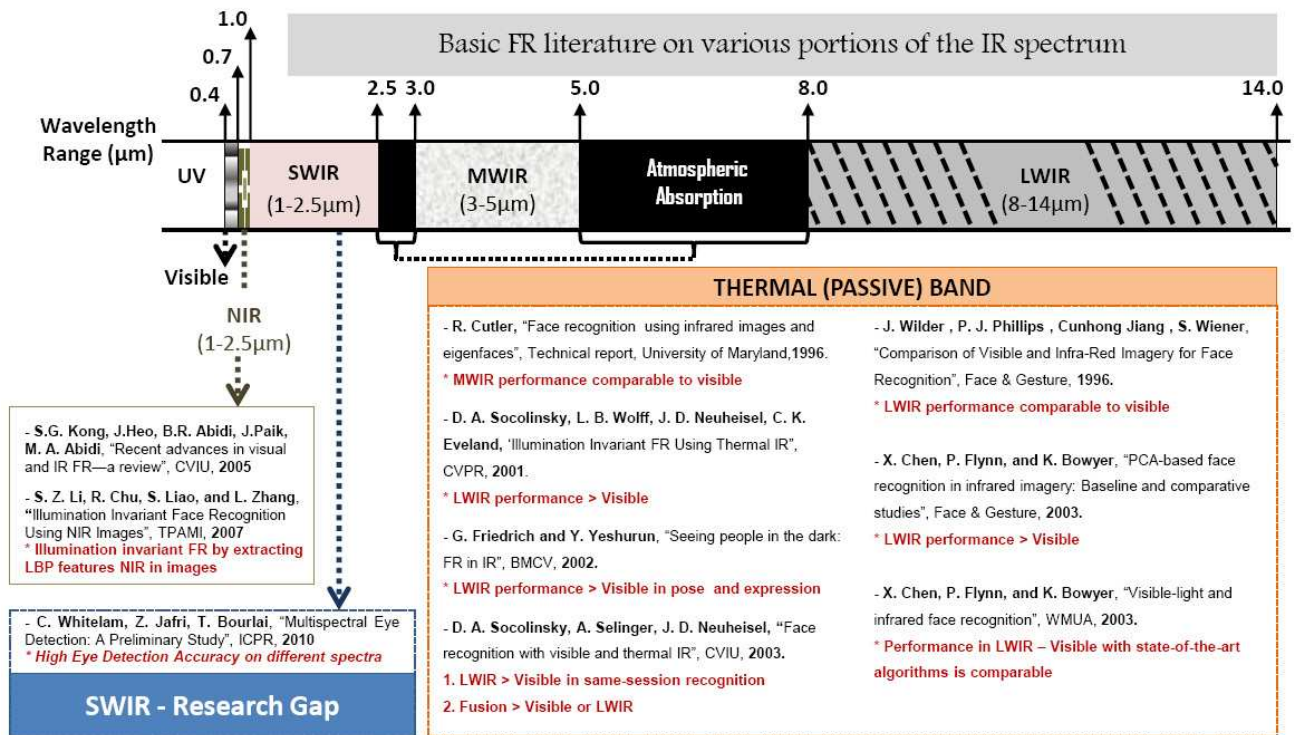 Basic FR literature on various portions of the IR spectrum
1.0
0.7
0.4
2.5
3.0
5.0
8.0
14.0
Wavelength
Range (µm)
UV
SWIR
(1-2.5µm)
MWIR
(3-5µm)
Atmospheric
Absorption
LWIR
(8-14µm)
Visible
NIR
(1-2.5µm)
- S.G. Kong, J.Heo, B.R. Abidi, J.Paik,
M. A. Abidi, “Recent advances in visual
and IR FR—a review”, CVIU, 2005
- S. Z. Li, R. Chu, S. Liao, and L. Zhang,
“Illumination Invariant Face Recognition
Using NIR Images”, TPAMI, 2007
* Illumination invariant FR by extracting
LBP features NIR in images
- C. Whitelam, Z. Jafri, T. Bourlai, “Multispectral Eye
Detection: A Preliminary Study”, ICPR, 2010
* High Eye Detection Accuracy on different spectra
SWIR - Research Gap
THERMAL (PASSIVE) BAND
- R. Cutler, “Face recognition using infrared images and
eigenfaces”, Technical report, University of Maryland,1996.
* MWIR performance comparable to visible
- D. A. Socolinsky, L. B. Wolff, J. D. Neuheisel, C. K.
Eveland, ‘Illumination Invariant FR Using Thermal IR”,
CVPR, 2001.
* LWIR performance > Visible
- G. Friedrich and Y. Yeshurun, “Seeing people in the dark:
FR in IR”, BMCV, 2002.
* LWIR performance > Visible in pose and expression
- D. A. Socolinsky, A. Selinger, J. D. Neuheisel, “Face
recognition with visible and thermal IR”, CVIU, 2003.
1. LWIR > Visible in same-session recognition
2. Fusion > Visible or LWIR
- J. Wilder , P. J. Phillips , Cunhong Jiang , S. Wiener,
“Comparison of Visible and Infra-Red Imagery for Face
Recognition”, Face & Gesture, 1996.
* LWIR performance comparable to visible
- X. Chen, P. Flynn, and K. Bowyer, “PCA-based face
recognition in infrared imagery: Baseline and comparative
studies”, Face & Gesture, 2003.
* LWIR performance > Visible
- X. Chen, P. Flynn, and K. Bowyer, “Visible-light and
infrared face recognition”, WMUA, 2003.
* Performance in LWIR – Visible with state-of-the-art
algorithms is comparable